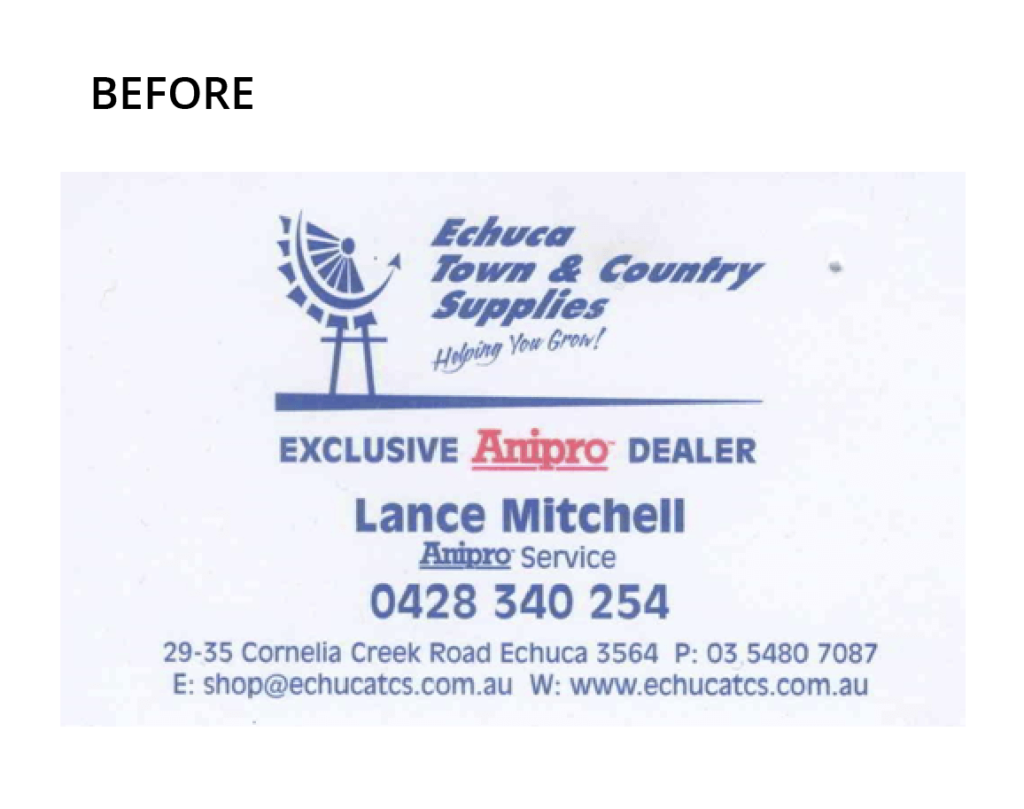 BEFORE
Echuca
Town & Country
Supplies
Helping You Grow!
EXCLUSIVE Anipro™ DEALER
Lance Mitchell
Anipro Service
0428 340 254
29-35 Cornelia Creek Road Echuca 3564 P: 03 5480 7087
E: shop@echucatcs.com.au W: www.echucatcs.com.au